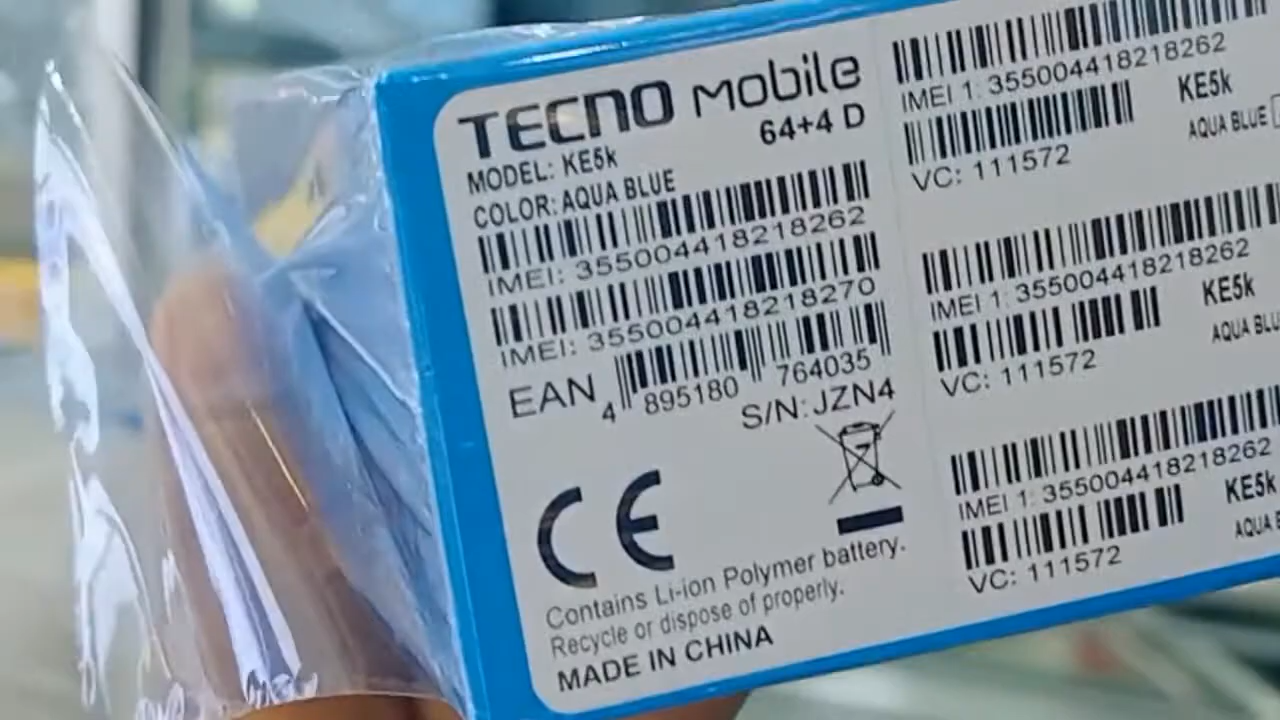 TECNO mobile
64+4 D
MODEL: KE5k
COLOR: AQUA BLUE
IMEI: 355004418218262
IMEI: 355004418218270
EAN 4 895180 764035
S/N: JZN4
Contains Li-ion Polymer battery.
Recycle or dispose of properly.
MADE IN CHINA
IMEI 1: 355004418218262
KE5k
AQUA BLUE
VC: 111572
IMEI 1: 355004418218262
KE5k
AQUA
VC: 111572
IMEI 1: 355004418218262
KE5k
AQUA
VC: 111572